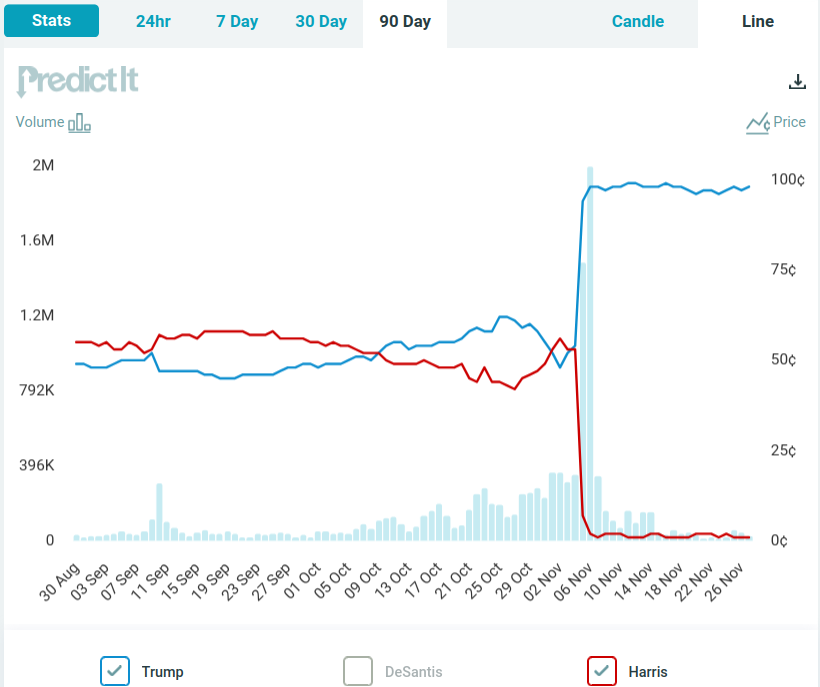 Stats 24hr 7 Day 30 Day 90 Day Candle Line
PredictIt
Volume Price
2M 100¢
1.6M
75¢
1.2M
50¢
792K
25¢
396K
0 0¢
30 Aug 03 Sep 07 Sep 11 Sep 15 Sep 19 Sep 23 Sep 27 Sep 01 Oct 05 Oct 09 Oct 13 Oct 17 Oct 21 Oct 25 Oct 29 Oct 02 Nov 06 Nov 10 Nov 14 Nov 18 Nov 22 Nov 26 Nov
Trump DeSantis Harris